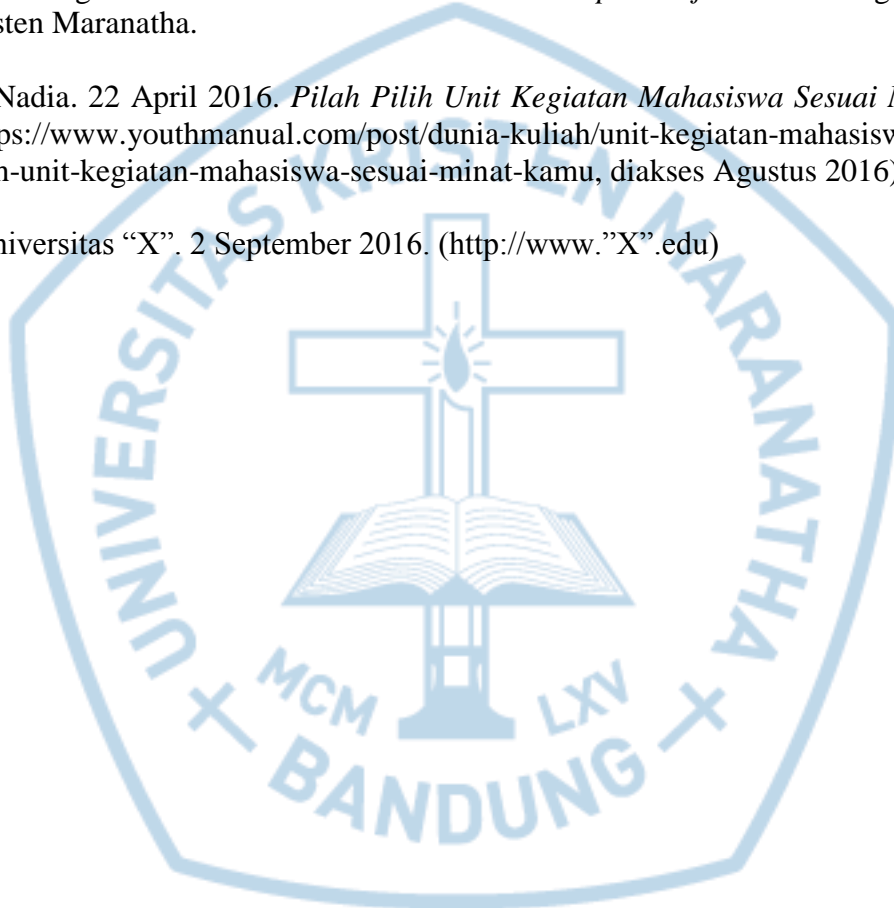 sten Maranatha.
Nadia. 22 April 2016. Pilah Pilih Unit Kegiatan Mahasiswa Sesuai
ps://www.youthmanual.com/post/dunia-kuliah/unit-kegiatan-mahasisw
n-unit-kegiatan-mahasiswa-sesuai-minat-kamu, diakses Agustus 2016)
niversitas “X”. 2 September 2016. (http://www.”X”.edu)
UNIVERSITAS KRISTEN MARANATHA
MCM LXV
BANDUNG